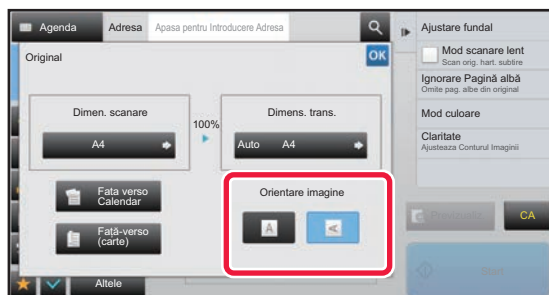 Agenda
Adresa
Apasa pentru Introducere Adresa
Original
OK
Dimen. scanare
A4
100%
Dimens. trans.
Auto A4
Fata verso
Calendar
Față-verso
(carte)
Orientare imagine
A
A
Altele
Ajustare fundal
Mod scanare lent
Scan orig. hart. subtire
Ignorare Pagină albă
Omite pag. albe din original
Mod culoare
Claritate
Ajusteaza Conturul Imaginii
CA